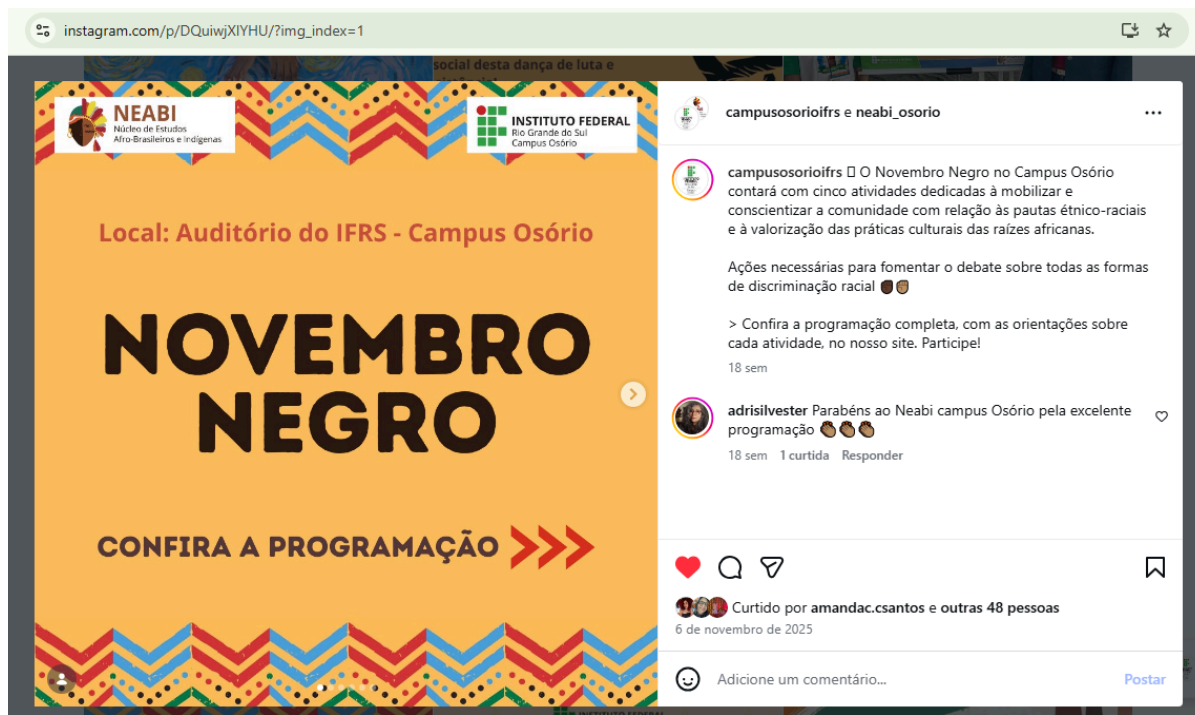 instagram.com/p/DQuiwjXIYHU/?img_index=1
social desta dança de luta e
NEABI
Núcleo de Estudos
Afro-Brasileiros e Indígenas
INSTITUTO FEDERAL
Rio Grande do Sul
Campus Osório
Local: Auditório do IFRS - Campus Osório
NOVEMBRO
NEGRO
CONFIRA A PROGRAMAÇÃO
campusosorioifrs e neabi_osorio
campusosorioifrs ▯ O Novembro Negro no Campus Osório
contará com cinco atividades dedicadas à mobilizar e
conscientizar a comunidade com relação às pautas étnico-raciais
e à valorização das práticas culturais das raízes africanas.
Ações necessárias para fomentar o debate sobre todas as formas
de discriminação racial ✊🏿✊🏽
> Confira a programação completa, com as orientações sobre
cada atividade, no nosso site. Participe!
18 sem
adrisilvester Parabéns ao Neabi campus Osório pela excelente
programação 👏🏽👏🏽👏🏽
18 sem 1 curtida Responder
Curtido por amandac.csantos e outras 48 pessoas
6 de novembro de 2025
Adicione um comentário...
Postar